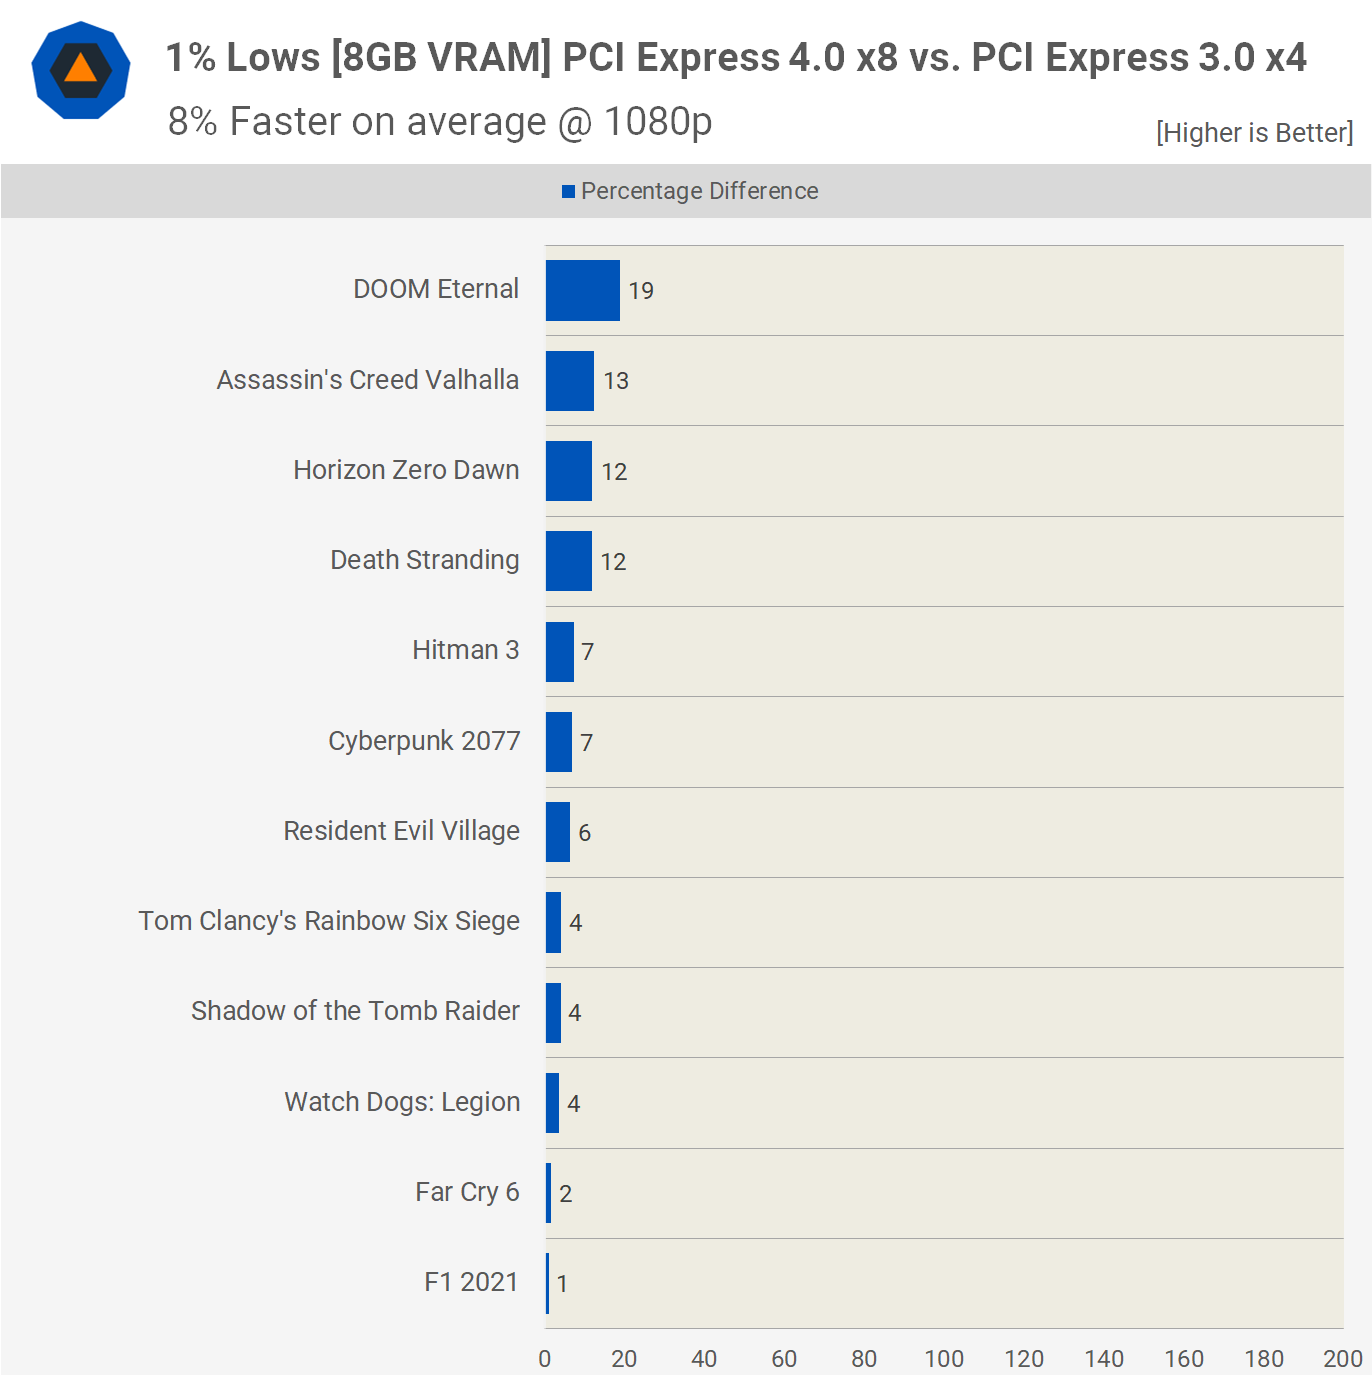 1% Lows [8GB VRAM] PCI Express 4.0 x8 vs. PCI Express 3.0 x4
8% Faster on average @ 1080p
[Higher is Better]
Percentage Difference
DOOM Eternal 19
Assassin's Creed Valhalla 13
Horizon Zero Dawn 12
Death Stranding 12
Hitman 3 7
Cyberpunk 2077 7
Resident Evil Village 6
Tom Clancy's Rainbow Six Siege 4
Shadow of the Tomb Raider 4
Watch Dogs: Legion 4
Far Cry 6 2
F1 2021 1
0 20 40 60 80 100 120 140 160 180 200